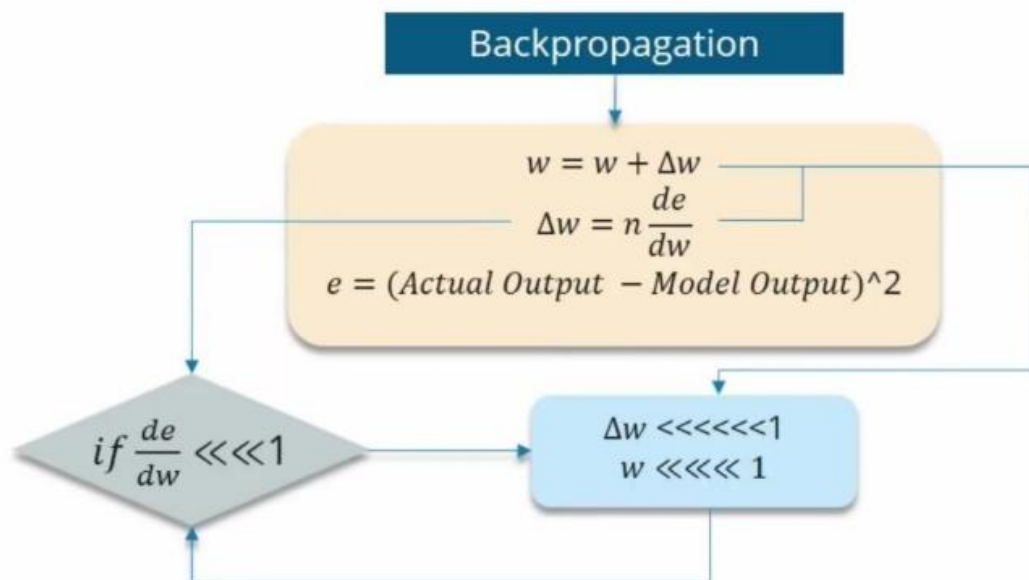 Backpropagation
w = w + Δw
Δw = n de/dw
e = (Actual Output − Model Output)^2
if de/dw <<<1
Δw <<<<<<1
w <<<< 1